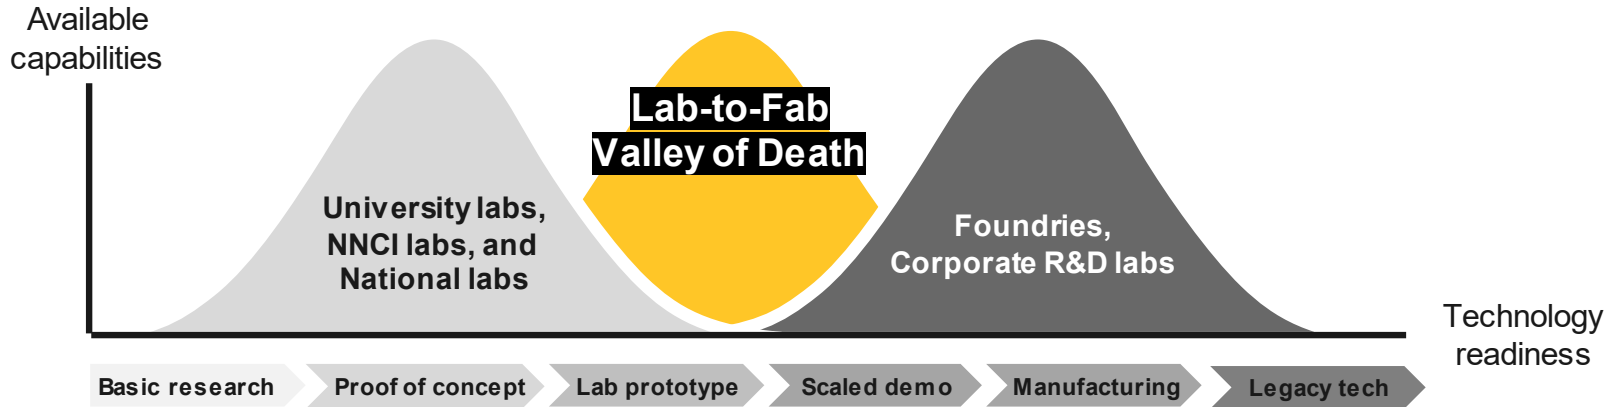 Available
capabilities
Lab-to-Fab
Valley of Death
University labs,
NNCI labs, and
National labs
Foundries,
Corporate R&D labs
Technology
readiness
Basic research
Proof of concept
Lab prototype
Scaled demo
Manufacturing
Legacy tech